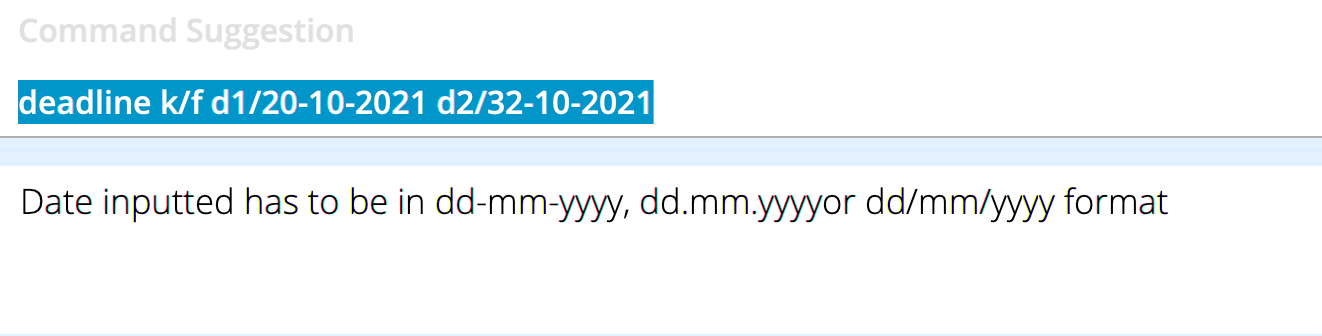 Command Suggestion
deadline k/f d1/20-10-2021 d2/32-10-2021
Date inputted has to be in dd-mm-yyyy, dd.mm.yyyyor dd/mm/yyyy format